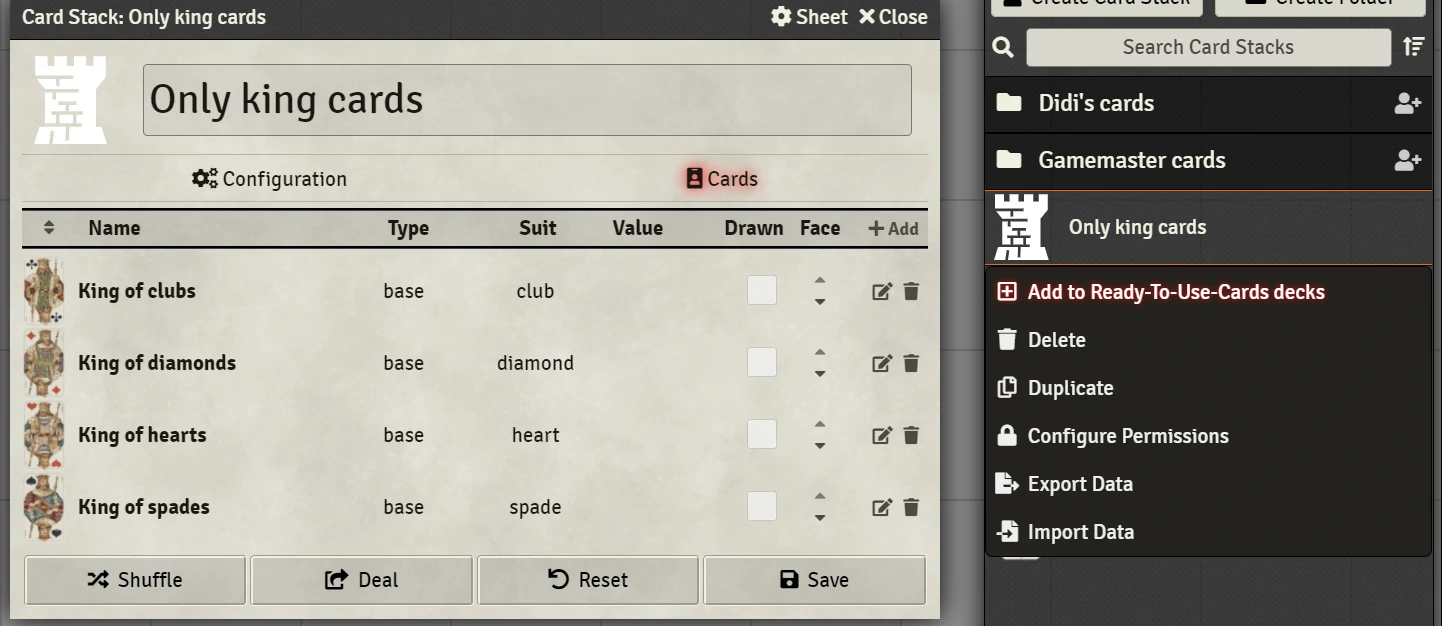 Card Stack: Only king cards
Sheet
Close
Only king cards
Configuration
Cards
Name Type Suit Value Drawn Face + Add
King of clubs base club
King of diamonds base diamond
King of hearts base heart
King of spades base spade
Shuffle
Deal
Reset
Save
Create Card Stack
Create Folder
Search Card Stacks
Didi's cards
Gamemaster cards
Only king cards
Add to Ready-To-Use-Cards decks
Delete
Duplicate
Configure Permissions
Export Data
Import Data